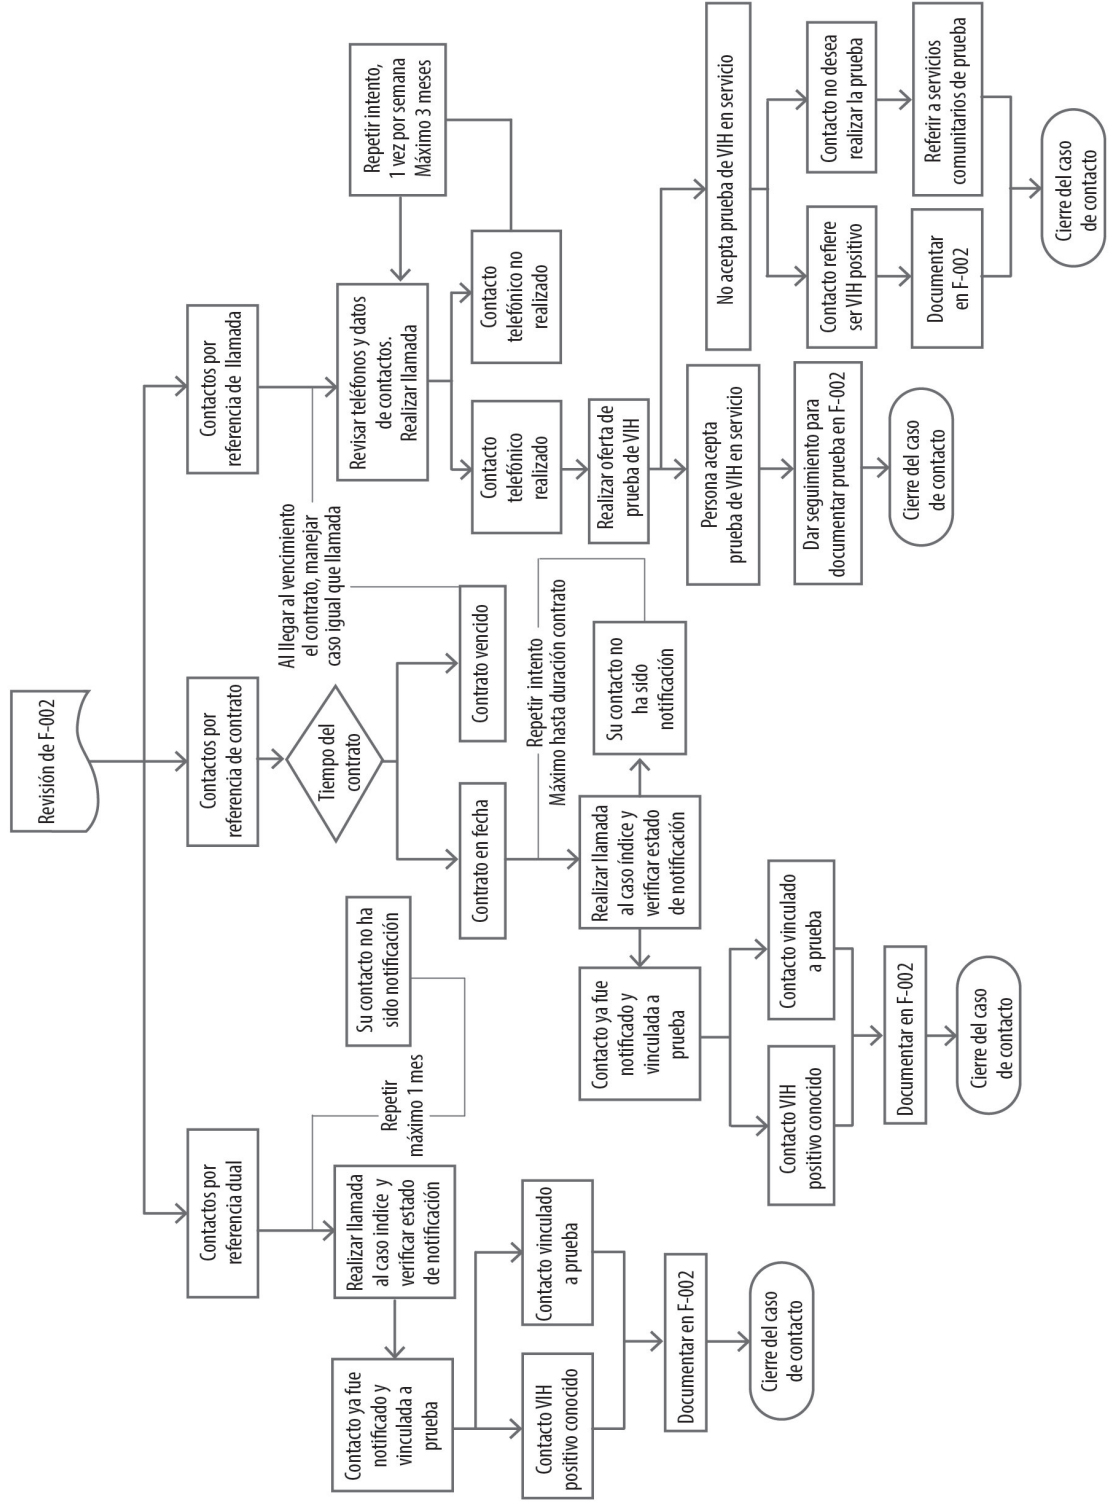 Revisión de F-002
Contactos por
referencia dual
Realizar llamada
al caso indice y
verificar estado
de notificación
Repetir
máximo 1 mes
Su contacto no ha
sido notificación
Contacto ya fue
notificado y
vinculada a
prueba
Contacto VIH
positivo conocido
Contacto vinculado
a prueba
Documentar en F-002
Cierre del caso
de contacto
Contactos por
referencia de contrato
Tiempo del
contrato
Contrato en fecha
Contrato vencido
Al llegar al vencimiento
el contrato, manejar
caso igual que llamada
Repetir intento
Máximo hasta duración contrato
Realizar llamada
al caso índice y
verificar estado
de notificación
Su contacto no
ha sido
notificación
Contacto ya fue
notificado y
vinculada a
prueba
Contacto VIH
positivo conocido
Contacto vinculado
a prueba
Documentar en F-002
Cierre del caso
de contacto
Contactos por
referencia de llamada
Revisar teléfonos y datos
de contactos.
Realizar llamada
Repetir intento,
1 vez por semana
Máximo 3 meses
Contacto
telefónico
realizado
Contacto
telefónico no
realizado
Realizar oferta de
prueba de VIH
Persona acepta
prueba de VIH en servicio
Dar seguimiento para
documentar prueba en F-002
Cierre del caso
de contacto
No acepta prueba de VIH en servicio
Contacto refiere
ser VIH positivo
Documentar
en F-002
Contacto no desea
realizar la prueba
Referir a servicios
comunitarios de prueba
Cierre del caso
de contacto